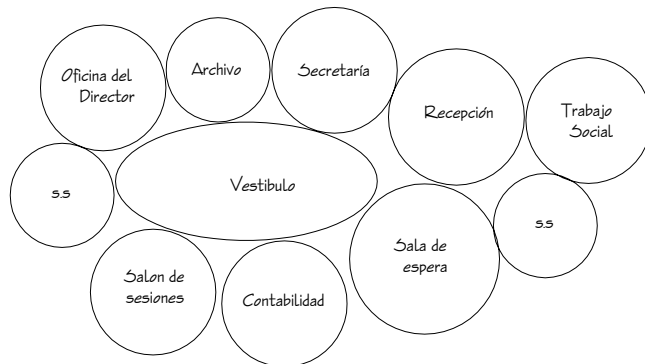 Oficina del
Director
Archivo
Secretaría
Recepción
Trabajo
Social
s.s
Vestibulo
s.s
Sala de
espera
Salon de
sesiones
Contabilidad